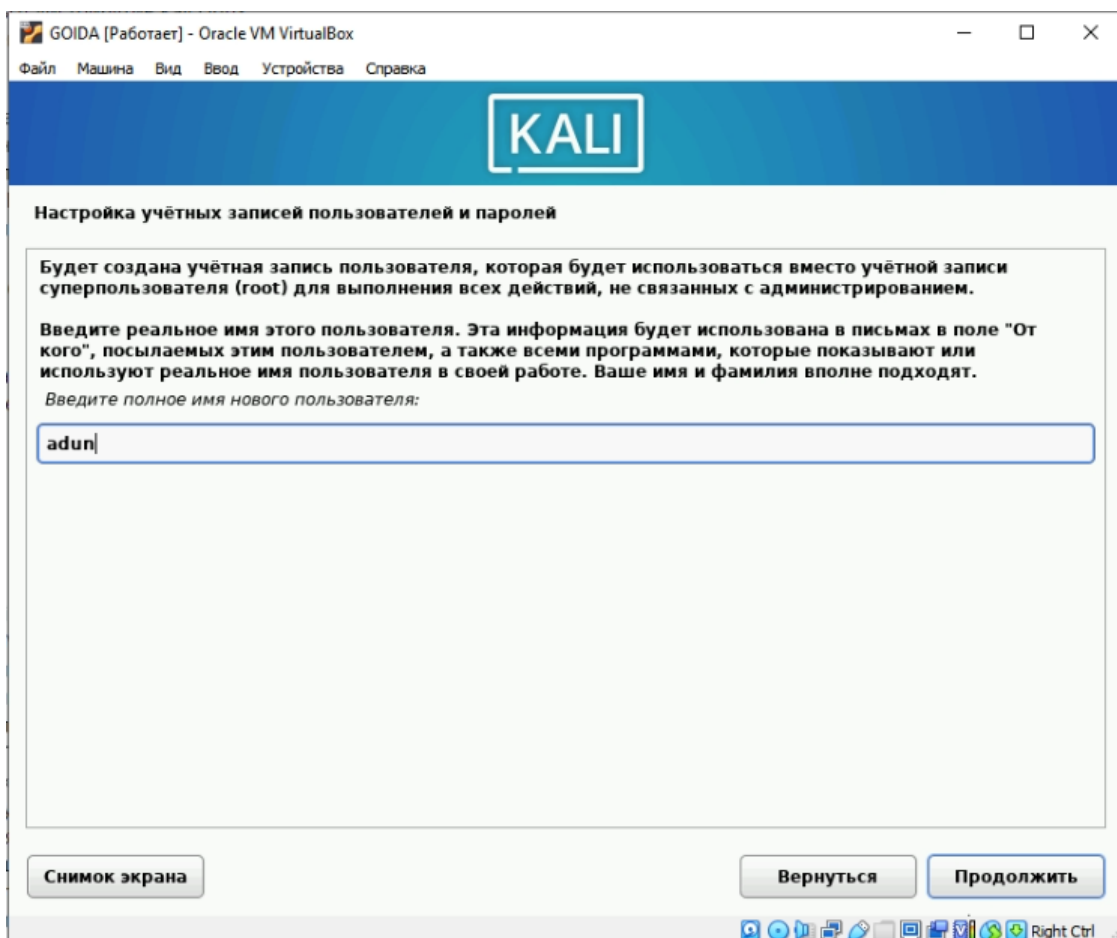 GOIDA [Работает] - Oracle VM VirtualBox
Файл Машина Вид Ввод Устройства Справка
KALI
Настройка учётных записей пользователей и паролей
Будет создана учётная запись пользователя, которая будет использоваться вместо учётной записи
суперпользователя (root) для выполнения всех действий, не связанных с администрированием.
Введите реальное имя этого пользователя. Эта информация будет использована в письмах в поле "От
кого", посылаемых этим пользователем, а также всеми программами, которые показывают или
используют реальное имя пользователя в своей работе. Ваше имя и фамилия вполне подходят.
Введите полное имя нового пользователя:
adun
Снимок экрана Вернуться Продолжить
Right Ctrl